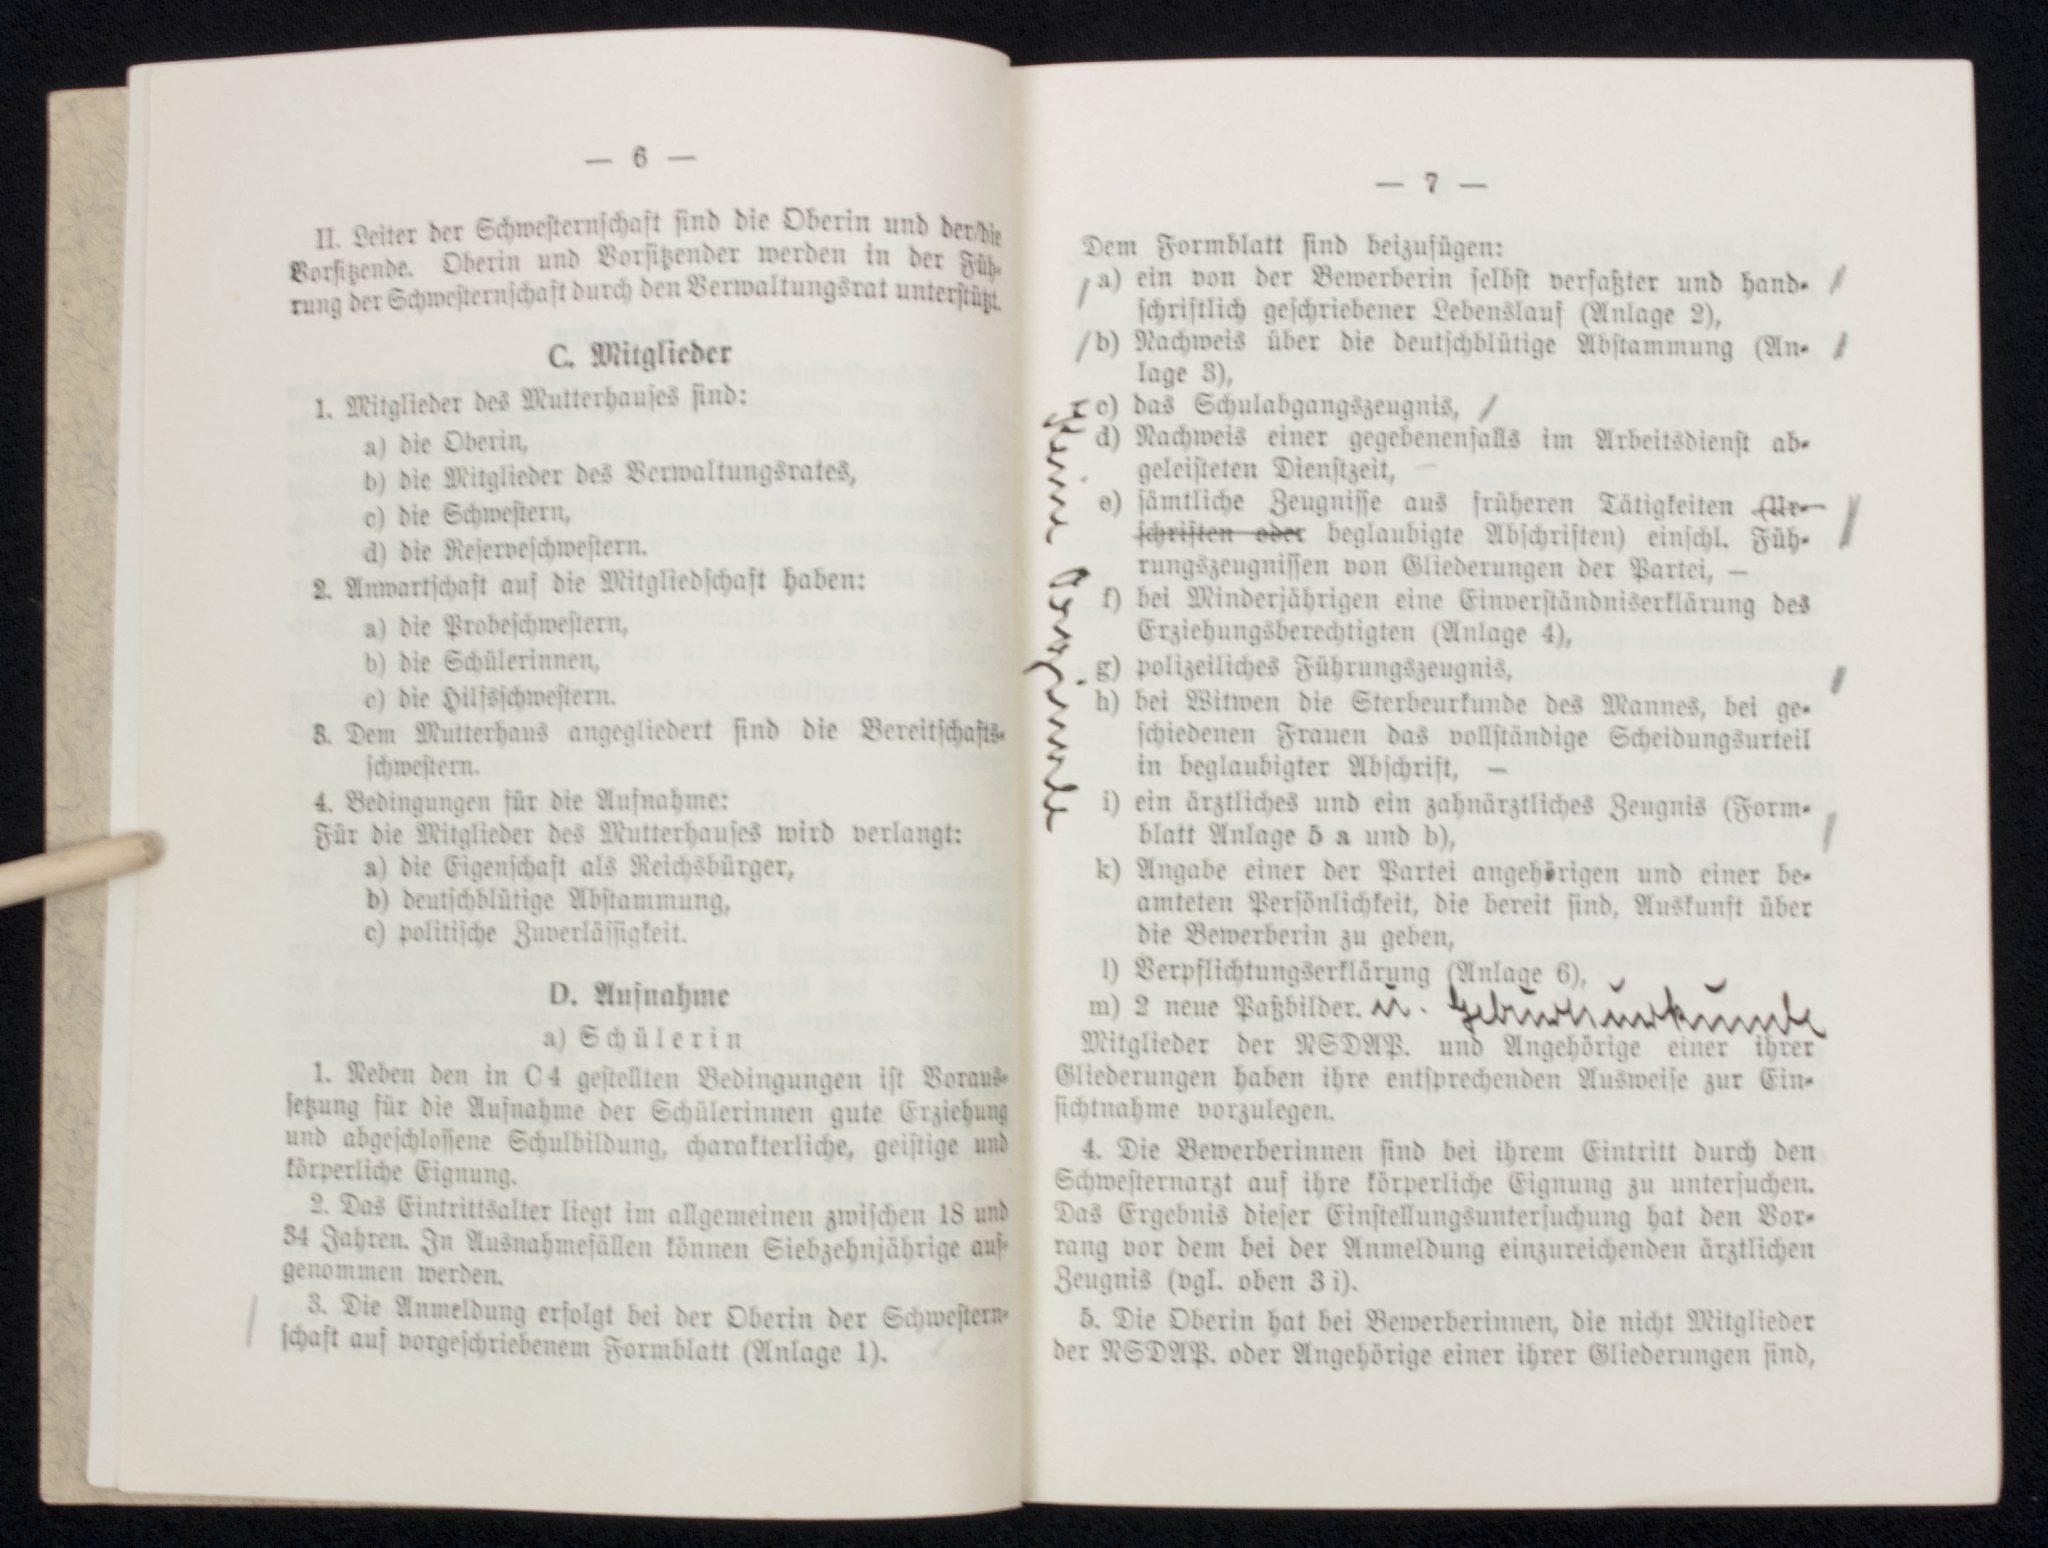 — 6 —
II. Leiter der Schwesternschaft sind die Oberin und der/die
Vorsitzende. Oberin und Vorsitzender werden in der Füh-
rung der Schwesternschaft durch den Verwaltungsrat unterstützt.
C. Mitglieder
1. Mitglieder des Mutterhauses sind:
a) die Oberin,
b) die Mitglieder des Verwaltungsrates,
c) die Schwestern,
d) die Reserveschwestern.
2. Anwartschaft auf die Mitgliedschaft haben:
a) die Probeschwestern,
b) die Schülerinnen,
c) die Hilfsschwestern.
3. Dem Mutterhaus angegliedert sind die Bereitschafts-
schwestern.
4. Bedingungen für die Aufnahme:
Für die Mitglieder des Mutterhauses wird verlangt:
a) die Eigenschaft als Reichsbürger,
b) deutschblütige Abstammung,
c) politische Zuverlässigkeit.
D. Aufnahme
a) Schülerin
1. Neben den in C 4 gestellten Bedingungen ist Voraus-
setzung für die Aufnahme der Schülerinnen gute Erziehung
und abgeschlossene Schulbildung, charakterliche, geistige und
körperliche Eignung.
2. Das Eintrittsalter liegt im allgemeinen zwischen 18 und
34 Jahren. In Ausnahmefällen können Siebzehnjährige auf-
genommen werden.
3. Die Anmeldung erfolgt bei der Oberin der Schwestern-
schaft auf vorgeschriebenem Formblatt (Anlage 1).
— 7 —
Dem Formblatt sind beizufügen:
a) ein von der Bewerberin selbst verfaßter und hand-
schriftlich geschriebener Lebenslauf (Anlage 2),
b) Nachweis über die deutschblütige Abstammung (An-
lage 3),
c) das Schulabgangszeugnis,
d) Nachweis einer gegebenenfalls im Arbeitsdienst ab-
geleisteten Dienstzeit,
e) sämtliche Zeugnisse aus früheren Tätigkeiten (Ur-
schriften oder beglaubigte Abschriften) einschl. Füh-
rungszeugnissen von Gliederungen der Partei,
f) bei Minderjährigen eine Einverständniserklärung des
Erziehungsberechtigten (Anlage 4),
g) polizeiliches Führungszeugnis,
h) bei Witwen die Sterbeurkunde des Mannes, bei ge-
schiedenen Frauen das vollständige Scheidungsurteil
in beglaubigter Abschrift,
i) ein ärztliches und ein zahnärztliches Zeugnis (Form-
blatt Anlage 5 a und b),
k) Angabe einer der Partei angehörigen und einer be-
amteten Persönlichkeit, die bereit sind, Auskunft über
die Bewerberin zu geben,
l) Verpflichtungserklärung (Anlage 6),
m) 2 neue Paßbilder. u. Geburtsurkunde
Mitglieder der NSDAP. und Angehörige einer ihrer
Gliederungen haben ihre entsprechenden Ausweise zur Ein-
sichtnahme vorzulegen.
4. Die Bewerberinnen sind bei ihrem Eintritt durch den
Schwesternarzt auf ihre körperliche Eignung zu untersuchen.
Das Ergebnis dieser Einstellungsuntersuchung hat den Vor-
rang vor dem bei der Anmeldung einzureichenden ärztlichen
Zeugnis (vgl. oben 3 i).
5. Die Oberin hat bei Bewerberinnen, die nicht Mitglieder
der NSDAP. oder Angehörige einer ihrer Gliederungen sind,